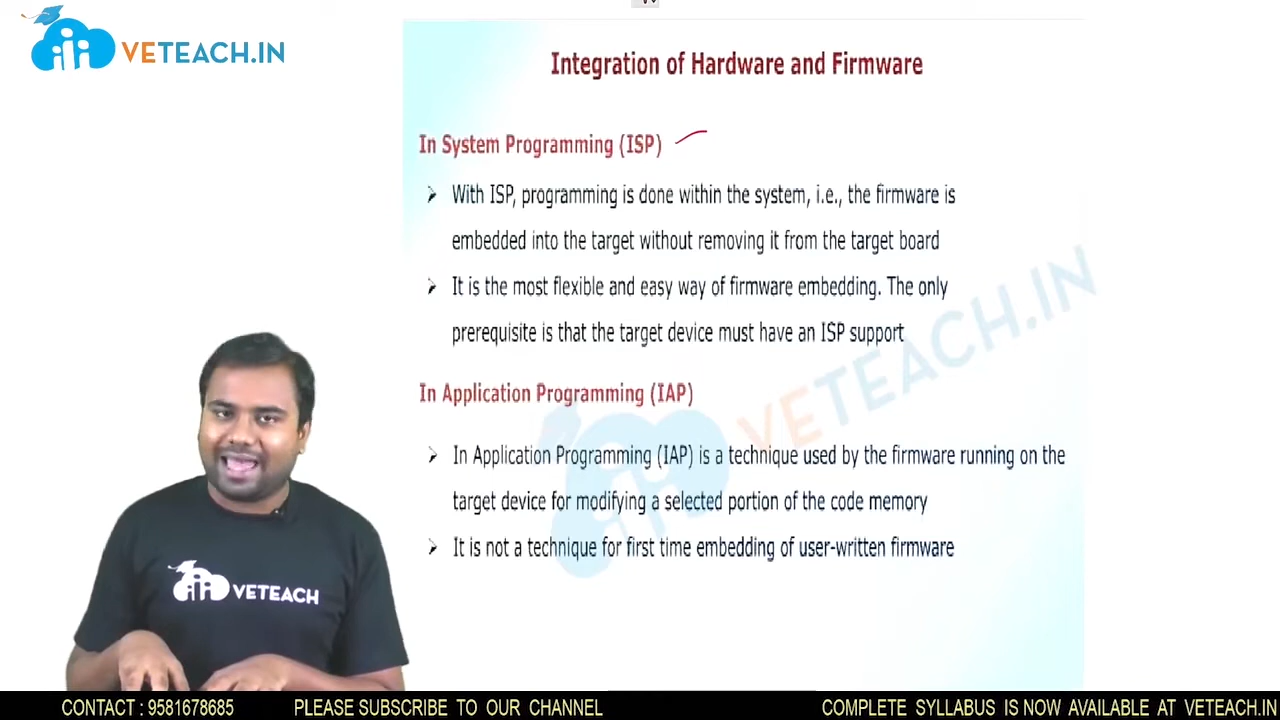 VETEACH.IN
Integration of Hardware and Firmware
In System Programming (ISP)
➢ With ISP, programming is done within the system, i.e., the firmware is
embedded into the target without removing it from the target board
➢ It is the most flexible and easy way of firmware embedding. The only
prerequisite is that the target device must have an ISP support
In Application Programming (IAP)
➢ In Application Programming (IAP) is a technique used by the firmware running on the
target device for modifying a selected portion of the code memory
➢ It is not a technique for first time embedding of user-written firmware
VETEACH.IN
VETEACH
CONTACT : 9581678685 PLEASE SUBSCRIBE TO OUR CHANNEL COMPLETE SYLLABUS IS NOW AVAILABLE AT VETEACH.IN